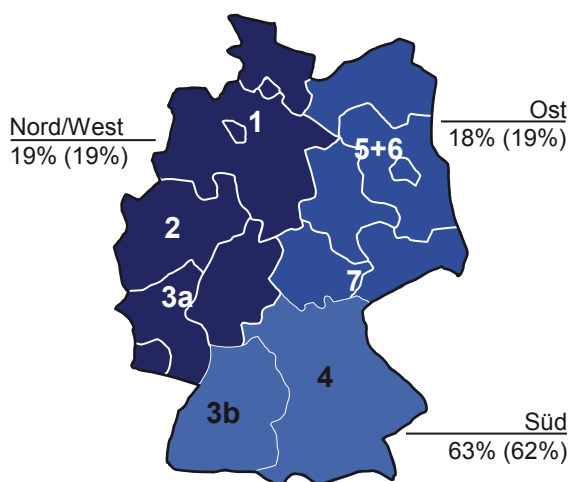 Nord/West
19% (19%)
1
Ost
18% (19%)
5+6
2
3a
7
4
3b
Süd
63% (62%)